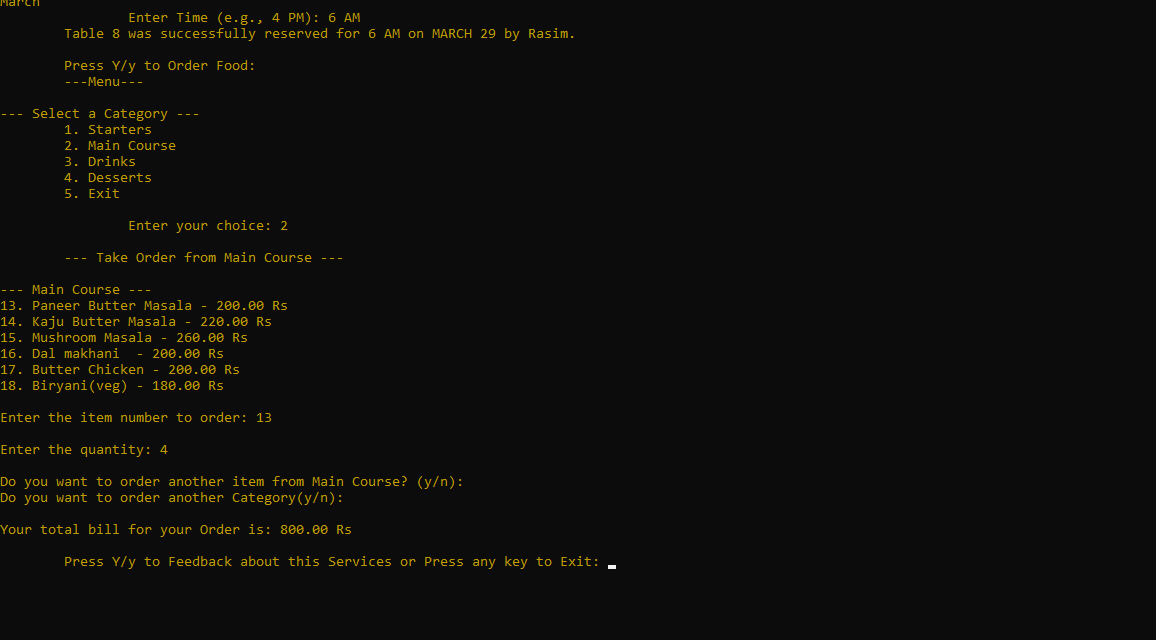 March
Enter Time (e.g., 4 PM): 6 AM
Table 8 was successfully reserved for 6 AM on MARCH 29 by Rasim.
Press Y/y to Order Food:
---Menu---
--- Select a Category ---
1. Starters
2. Main Course
3. Drinks
4. Desserts
5. Exit
Enter your choice: 2
--- Take Order from Main Course ---
--- Main Course ---
13. Paneer Butter Masala - 200.00 Rs
14. Kaju Butter Masala - 220.00 Rs
15. Mushroom Masala - 260.00 Rs
16. Dal makhani  - 200.00 Rs
17. Butter Chicken - 200.00 Rs
18. Biryani(veg) - 180.00 Rs
Enter the item number to order: 13
Enter the quantity: 4
Do you want to order another item from Main Course? (y/n):
Do you want to order another Category(y/n):
Your total bill for your Order is: 800.00 Rs
Press Y/y to Feedback about this Services or Press any key to Exit: